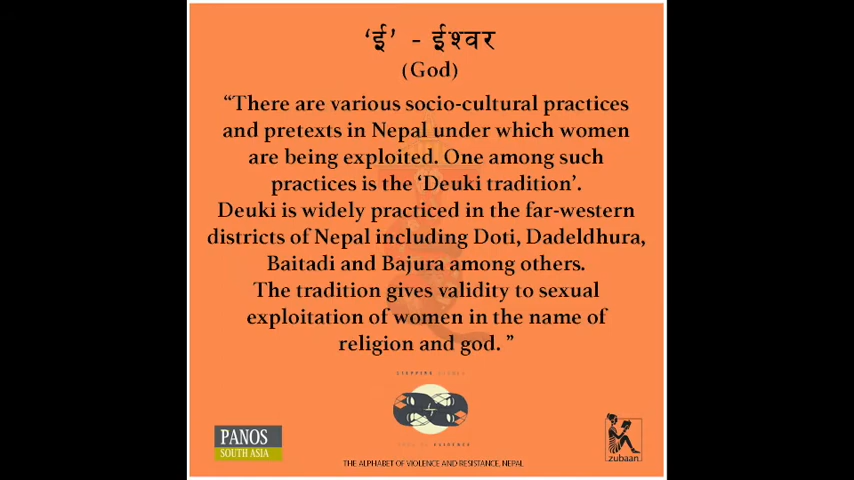 ‘ई’ - ईश्वर
(God)
“There are various socio-cultural practices
and pretexts in Nepal under which women
are being exploited. One among such
practices is the ‘Deuki tradition’.
Deuki is widely practiced in the far-western
districts of Nepal including Doti, Dadeldhura,
Baitadi and Bajura among others.
The tradition gives validity to sexual
exploitation of women in the name of
religion and god. ”
PANOS
SOUTH ASIA
zubaan
THE ALPHABET OF VIOLENCE AND RESISTANCE, NEPAL